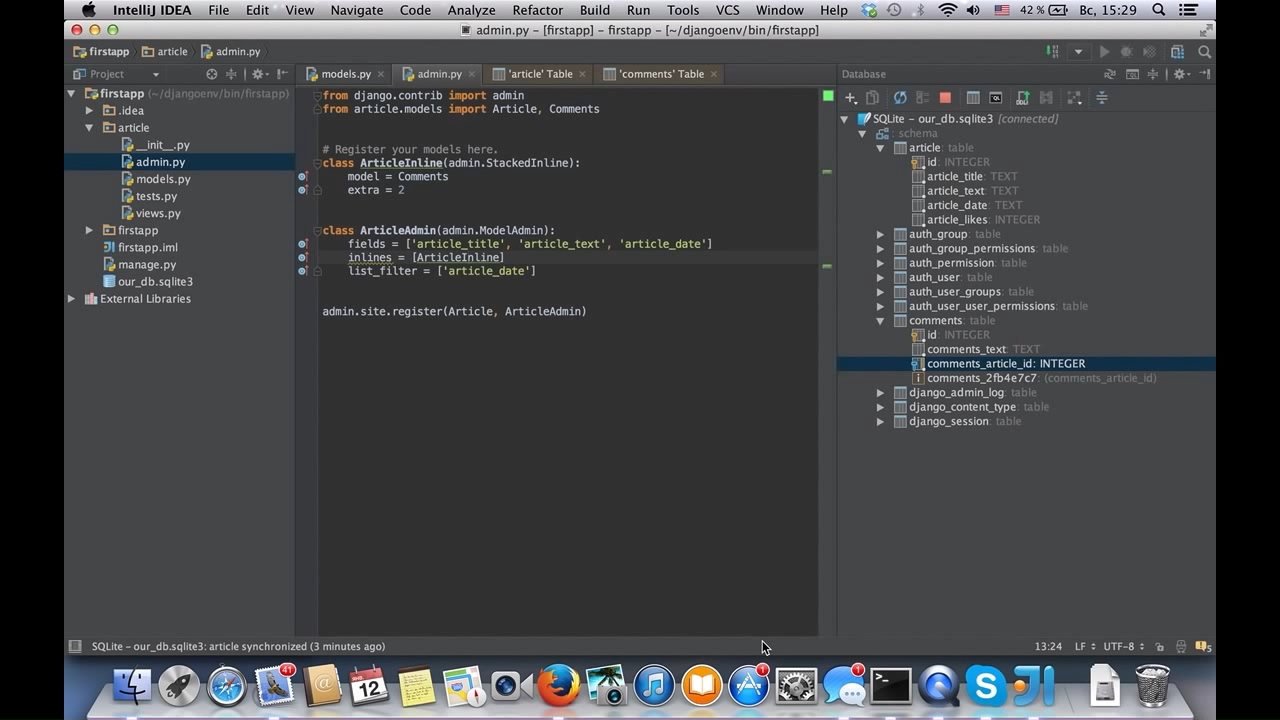 IntelliJ IDEA File Edit View Navigate Code Analyze Refactor Build Run Tools VCS Window Help 42 % Вс, 15:29
admin.py – [firstapp] – firstapp – [~/djangoenv/bin/firstapp]
firstapp article admin.py
Project models.py admin.py 'article' Table 'comments' Table Database
firstapp (~/djangoenv/bin/firstapp)
.idea
article
__init__.py
admin.py
models.py
tests.py
views.py
firstapp
firstapp.iml
manage.py
our_db.sqlite3
External Libraries
from django.contrib import admin
from article.models import Article, Comments
# Register your models here.
class ArticleInline(admin.StackedInline):
model = Comments
extra = 2
class ArticleAdmin(admin.ModelAdmin):
fields = ['article_title', 'article_text', 'article_date']
inlines = [ArticleInline]
list_filter = ['article_date']
admin.site.register(Article, ArticleAdmin)
SQLite – our_db.sqlite3 [connected]
schema
article: table
id: INTEGER
article_title: TEXT
article_text: TEXT
article_date: TEXT
article_likes: INTEGER
auth_group: table
auth_group_permissions: table
auth_permission: table
auth_user: table
auth_user_groups: table
auth_user_user_permissions: table
comments: table
id: INTEGER
comments_text: TEXT
comments_article_id: INTEGER
comments_2fb4e7c7: (comments_article_id)
django_admin_log: table
django_content_type: table
django_session: table
SQLite – our_db.sqlite3: article synchronized (3 minutes ago) 13:24 LF UTF-8
41
12
1
1